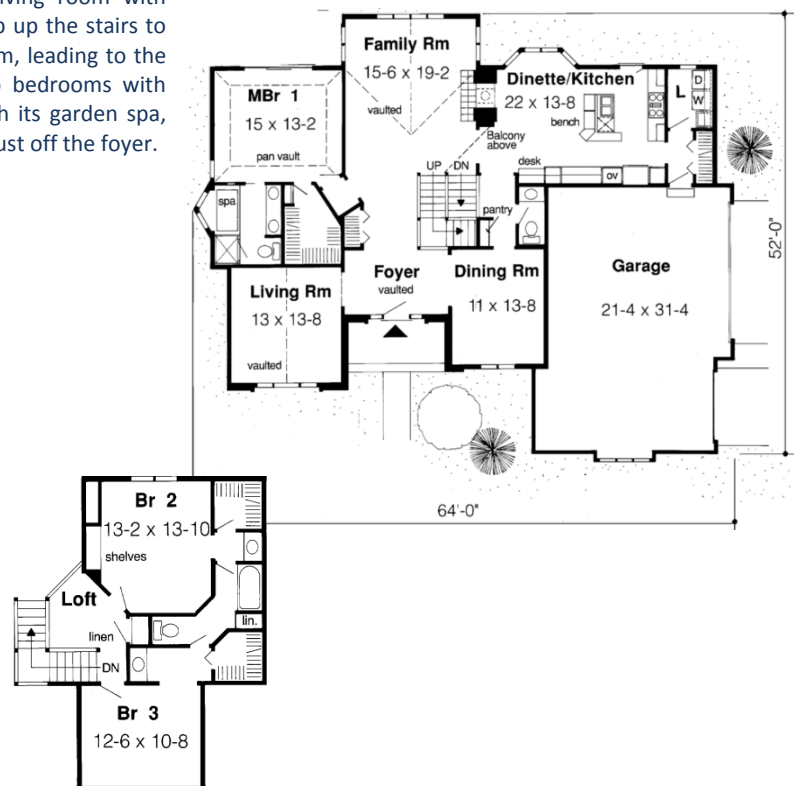 iving room with
p up the stairs to
m, leading to the
o bedrooms with
h its garden spa,
ust off the foyer.
Family Rm
15-6 x 19-2
vaulted
Dinette/Kitchen
22 x 13-8
bench
Balcony
above
desk
ov
L
D
W
MBr 1
15 x 13-2
pan vault
spa
UP DN
pantry
Foyer
vaulted
Living Rm
13 x 13-8
vaulted
Dining Rm
11 x 13-8
Garage
21-4 x 31-4
52'-0"
64'-0"
Br 2
13-2 x 13-10
shelves
Loft
linen
lin.
DN
Br 3
12-6 x 10-8